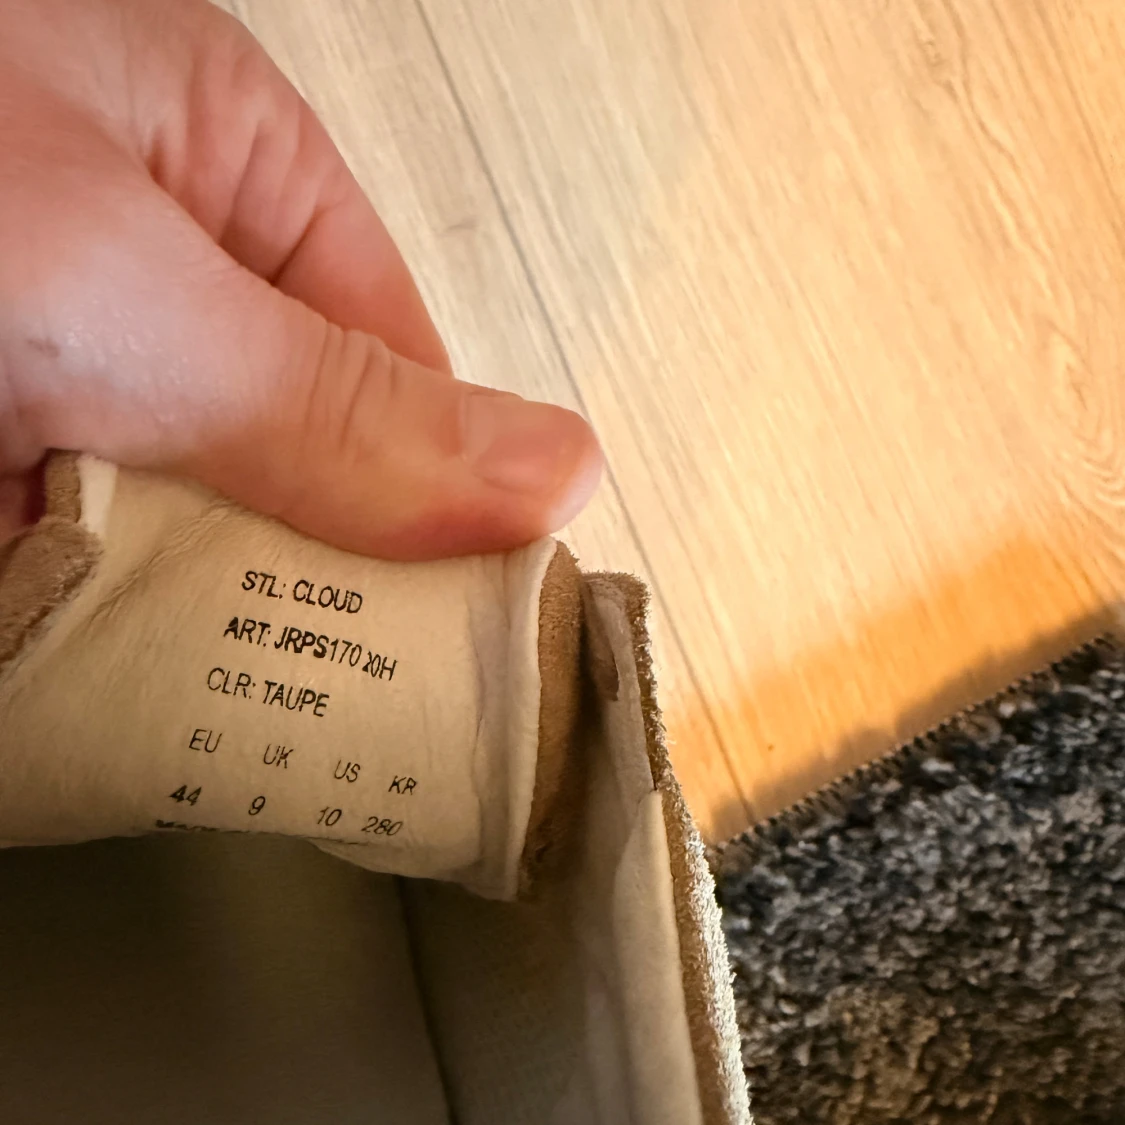 STL: CLOUD
ART: JRPS170 20H
CLR: TAUPE
EU UK US KR
44 9 10 280